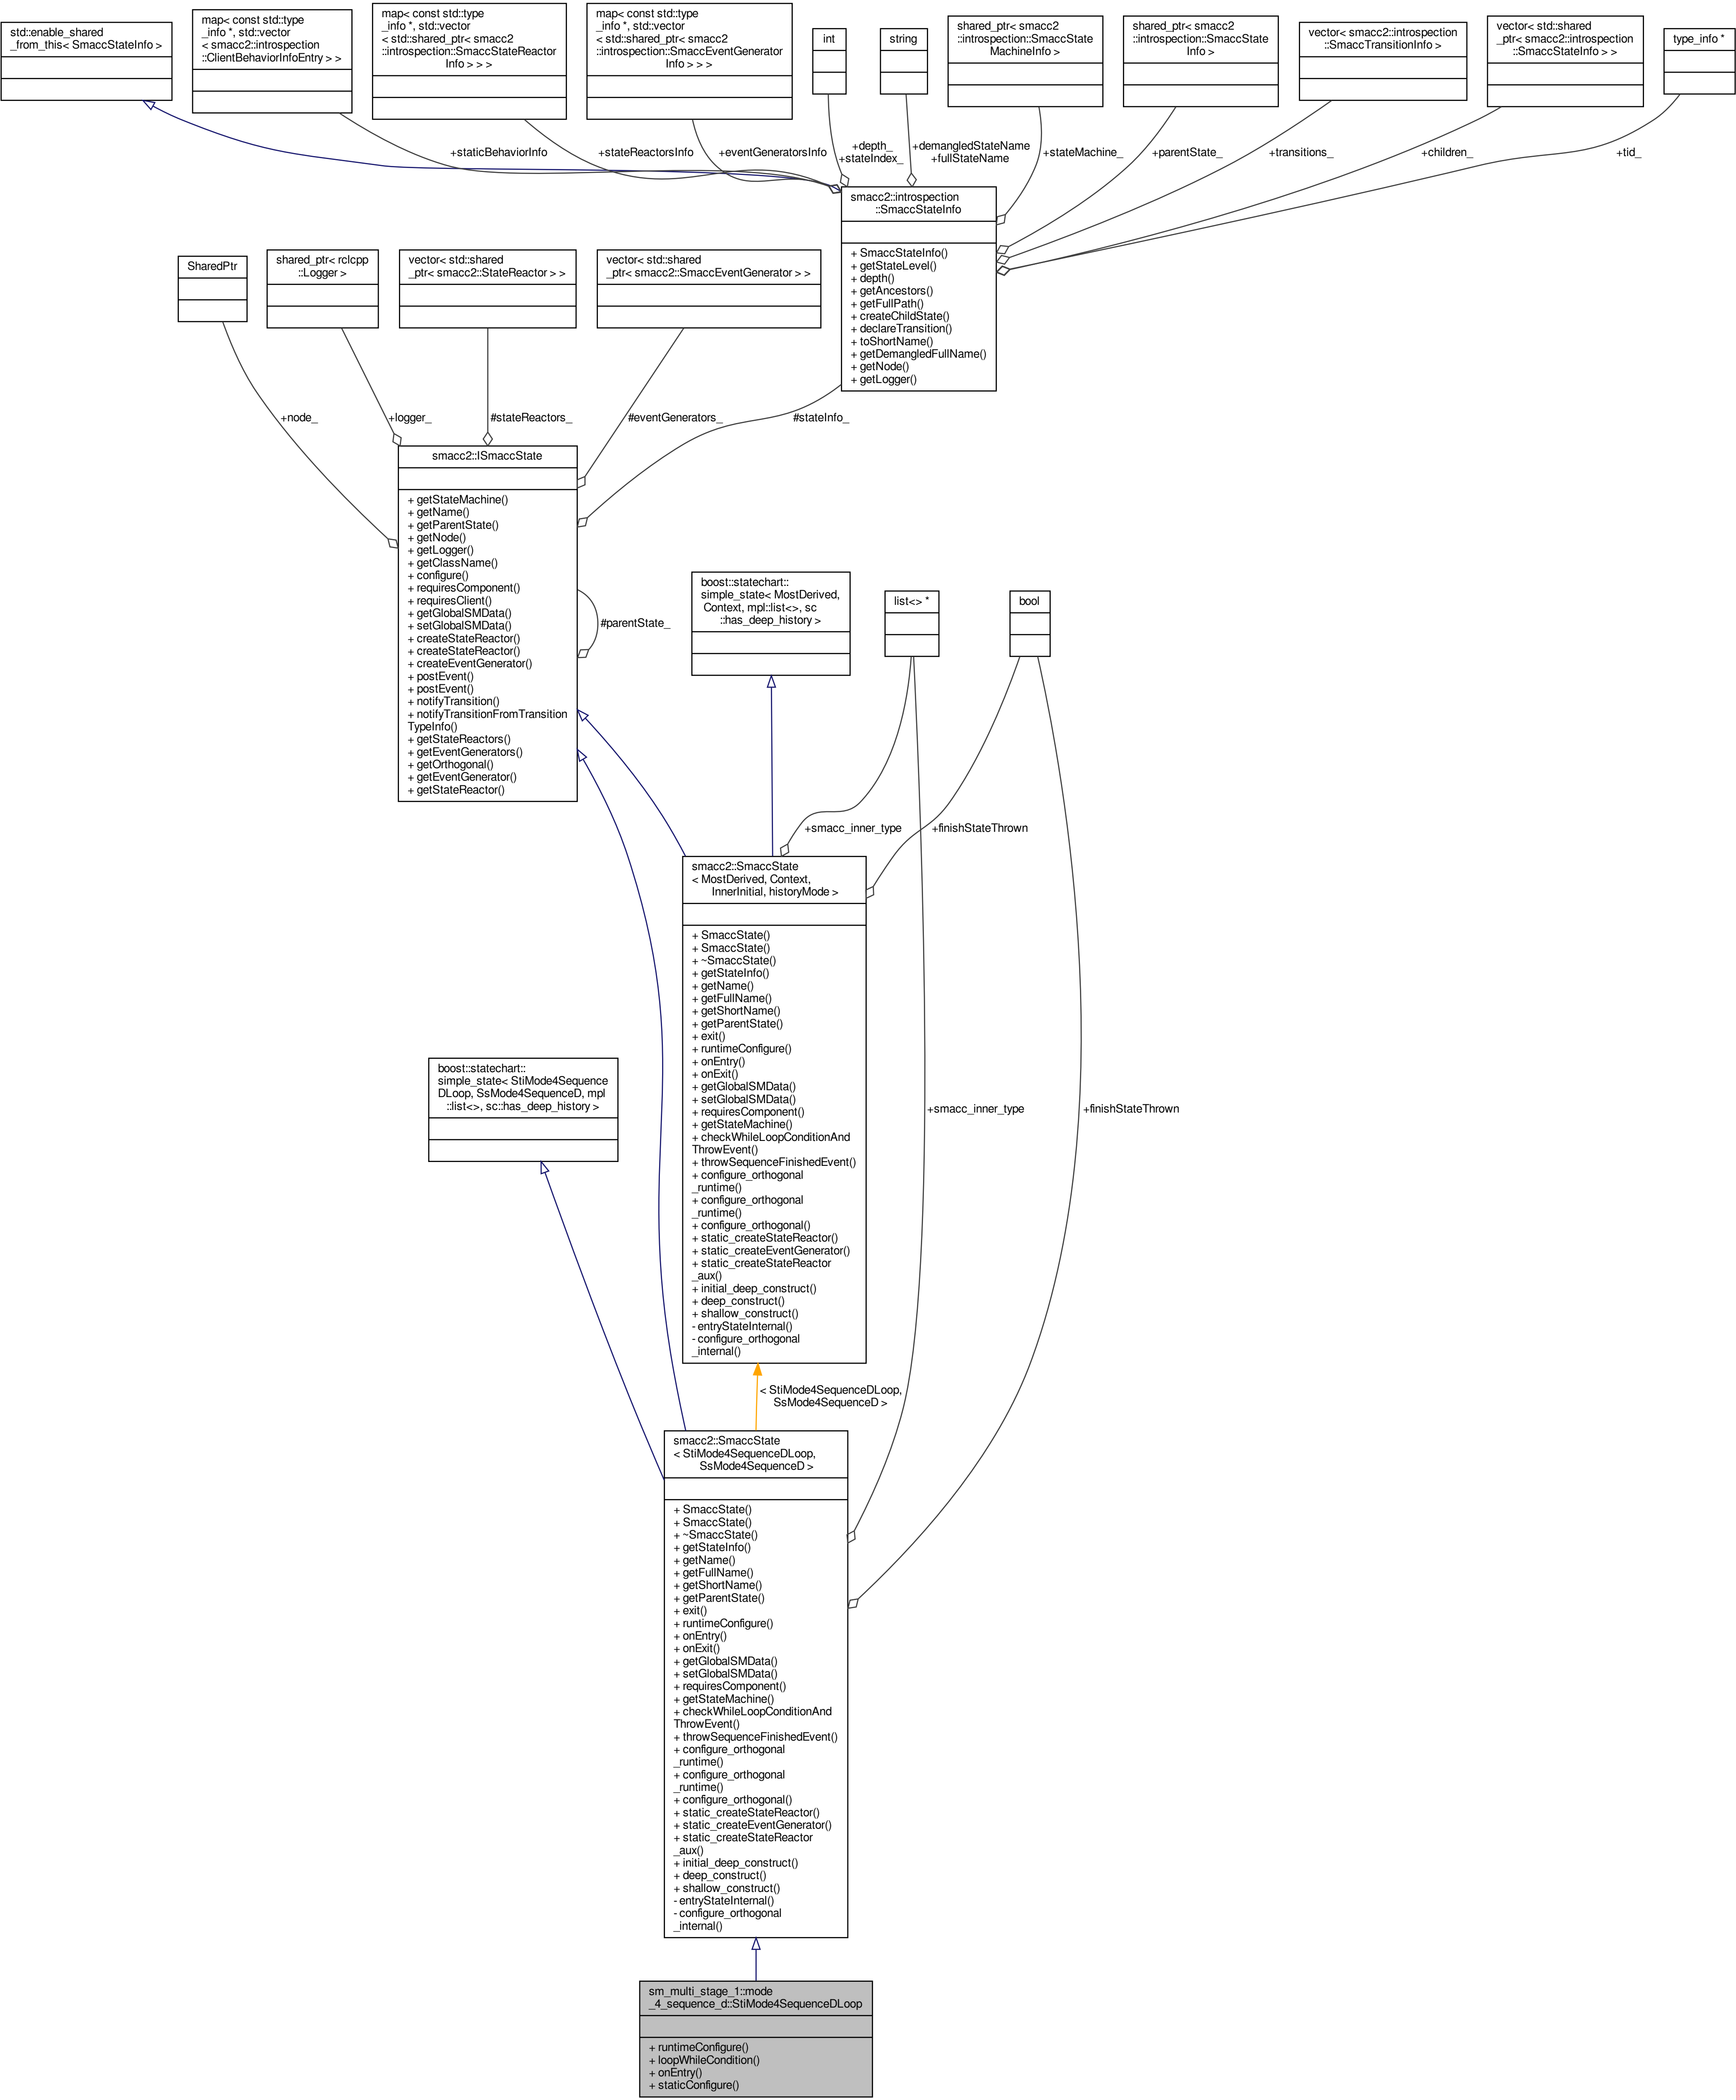 std::enable_shared
_from_this< SmaccStateInfo >
map< const std::type
_info *, std::vector
< smacc2::introspection
::ClientBehaviorInfoEntry > >
map< const std::type
_info *, std::vector
< std::shared_ptr< smacc2
::introspection::SmaccStateReactor
Info > > >
map< const std::type
_info *, std::vector
< std::shared_ptr< smacc2
::introspection::SmaccEventGenerator
Info > > >
int
string
shared_ptr< smacc2
::introspection::SmaccState
MachineInfo >
shared_ptr< smacc2
::introspection::SmaccState
Info >
vector< smacc2::introspection
::SmaccTransitionInfo >
vector< std::shared
_ptr< smacc2::introspection
::SmaccStateInfo > >
type_info *
+staticBehaviorInfo
+stateReactorsInfo
+eventGeneratorsInfo
+depth_
+stateIndex_
+demangledStateName
+fullStateName
+stateMachine_
+parentState_
+transitions_
+children_
+tid_
smacc2::introspection
::SmaccStateInfo
+ SmaccStateInfo()
+ getStateLevel()
+ depth()
+ getAncestors()
+ getFullPath()
+ createChildState()
+ declareTransition()
+ toShortName()
+ getDemangledFullName()
+ getNode()
+ getLogger()
SharedPtr
shared_ptr< rclcpp
::Logger >
vector< std::shared
_ptr< smacc2::StateReactor > >
vector< std::shared
_ptr< smacc2::SmaccEventGenerator > >
+node_
+logger_
#stateReactors_
#eventGenerators_
#stateInfo_
smacc2::ISmaccState
+ getStateMachine()
+ getName()
+ getParentState()
+ getNode()
+ getLogger()
+ getClassName()
+ configure()
+ requiresComponent()
+ requiresClient()
+ getGlobalSMData()
+ setGlobalSMData()
+ createStateReactor()
+ createStateReactor()
+ createEventGenerator()
+ postEvent()
+ postEvent()
+ notifyTransition()
+ notifyTransitionFromTransition
TypeInfo()
+ getStateReactors()
+ getEventGenerators()
+ getOrthogonal()
+ getEventGenerator()
+ getStateReactor()
#parentState_
boost::statechart::
simple_state< MostDerived,
Context, mpl::list<>, sc
::has_deep_history >
list<> *
bool
+smacc_inner_type
+finishStateThrown
smacc2::SmaccState
< MostDerived, Context,
InnerInitial, historyMode >
+ SmaccState()
+ SmaccState()
+ ~SmaccState()
+ getStateInfo()
+ getName()
+ getFullName()
+ getShortName()
+ getParentState()
+ exit()
+ runtimeConfigure()
+ onEntry()
+ onExit()
+ getGlobalSMData()
+ setGlobalSMData()
+ requiresComponent()
+ getStateMachine()
+ checkWhileLoopConditionAnd
ThrowEvent()
+ throwSequenceFinishedEvent()
+ configure_orthogonal
_runtime()
+ configure_orthogonal
_runtime()
+ configure_orthogonal()
+ static_createStateReactor()
+ static_createEventGenerator()
+ static_createStateReactor
_aux()
+ initial_deep_construct()
+ deep_construct()
+ shallow_construct()
- entryStateInternal()
- configure_orthogonal
_internal()
boost::statechart::
simple_state< StiMode4Sequence
DLoop, SsMode4SequenceD, mpl
::list<>, sc::has_deep_history >
+smacc_inner_type
+finishStateThrown
< StiMode4SequenceDLoop,
SsMode4SequenceD >
smacc2::SmaccState
< StiMode4SequenceDLoop,
SsMode4SequenceD >
+ SmaccState()
+ SmaccState()
+ ~SmaccState()
+ getStateInfo()
+ getName()
+ getFullName()
+ getShortName()
+ getParentState()
+ exit()
+ runtimeConfigure()
+ onEntry()
+ onExit()
+ getGlobalSMData()
+ setGlobalSMData()
+ requiresComponent()
+ getStateMachine()
+ checkWhileLoopConditionAnd
ThrowEvent()
+ throwSequenceFinishedEvent()
+ configure_orthogonal
_runtime()
+ configure_orthogonal
_runtime()
+ configure_orthogonal()
+ static_createStateReactor()
+ static_createEventGenerator()
+ static_createStateReactor
_aux()
+ initial_deep_construct()
+ deep_construct()
+ shallow_construct()
- entryStateInternal()
- configure_orthogonal
_internal()
sm_multi_stage_1::mode
_4_sequence_d::StiMode4SequenceDLoop
+ runtimeConfigure()
+ loopWhileCondition()
+ onEntry()
+ staticConfigure()